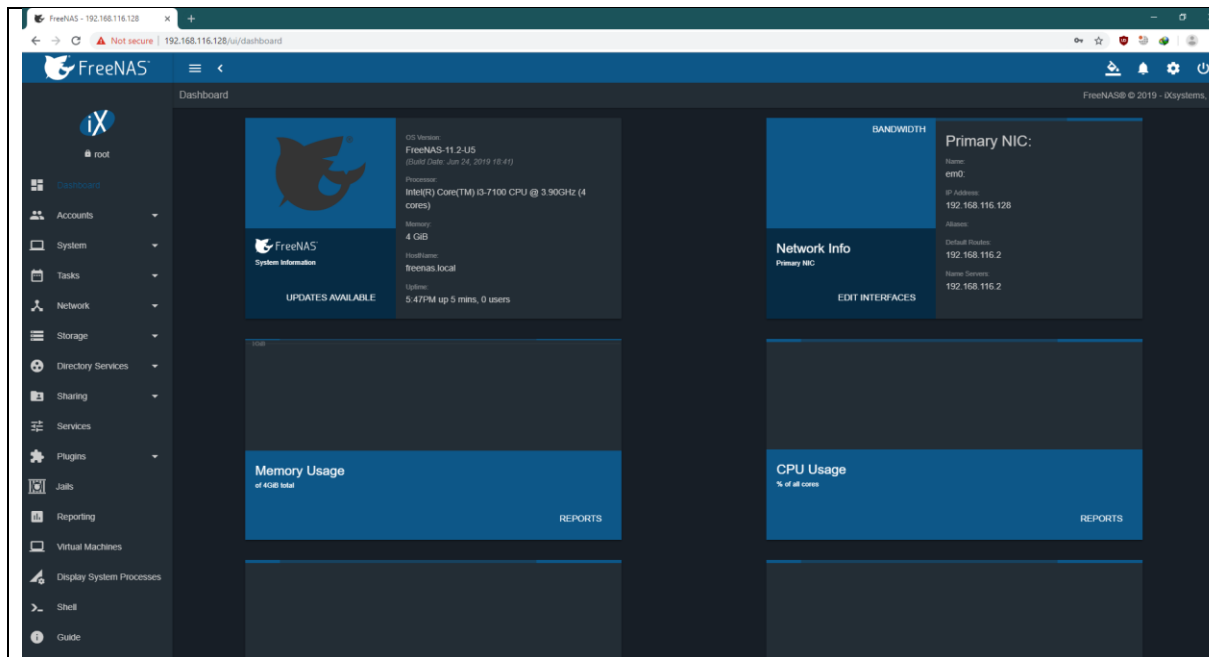 FreeNAS - 192.168.116.128
Not secure | 192.168.116.128/ui/dashboard
FreeNAS®
Dashboard
FreeNAS® © 2019 - iXsystems,
iX
root
Dashboard
Accounts
System
Tasks
Network
Storage
Directory Services
Sharing
Services
Plugins
Jails
Reporting
Virtual Machines
Display System Processes
Shell
Guide
FreeNAS
System Information
UPDATES AVAILABLE
OS Version:
FreeNAS-11.2-U5
(Build Date: Jun 24, 2019 18:41)
Processor:
Intel(R) Core(TM) i3-7100 CPU @ 3.90GHz (4
cores)
Memory:
4 GiB
HostName:
freenas.local
Uptime:
5:47PM up 5 mins, 0 users
BANDWIDTH
Network Info
Primary NIC
EDIT INTERFACES
Primary NIC:
Name:
em0:
IP Address:
192.168.116.128
Aliases:
Default Routes:
192.168.116.2
Name Servers:
192.168.116.2
Memory Usage
of 4GiB total
REPORTS
CPU Usage
% of all cores
REPORTS